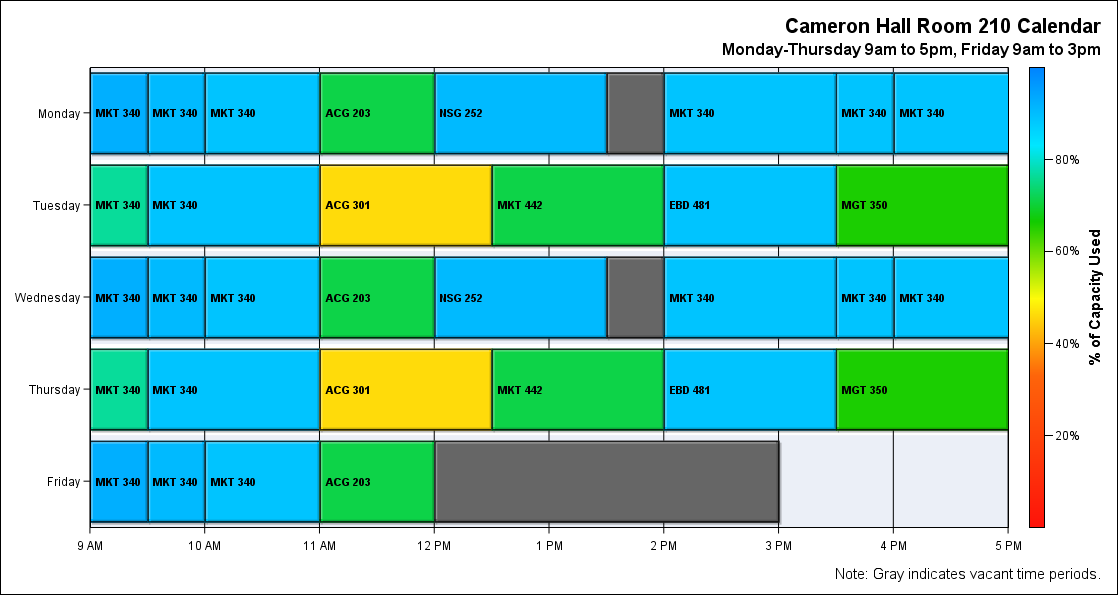 Cameron Hall Room 210 Calendar
Monday-Thursday 9am to 5pm, Friday 9am to 3pm
Monday
MKT 340 MKT 340 MKT 340 ACG 203 NSG 252 MKT 340 MKT 340 MKT 340
Tuesday
MKT 340 MKT 340 ACG 301 MKT 442 EBD 481 MGT 350
Wednesday
MKT 340 MKT 340 MKT 340 ACG 203 NSG 252 MKT 340 MKT 340 MKT 340
Thursday
MKT 340 MKT 340 ACG 301 MKT 442 EBD 481 MGT 350
Friday
MKT 340 MKT 340 MKT 340 ACG 203
9 AM 10 AM 11 AM 12 PM 1 PM 2 PM 3 PM 4 PM 5 PM
80%
60%
40%
20%
% of Capacity Used
Note: Gray indicates vacant time periods.